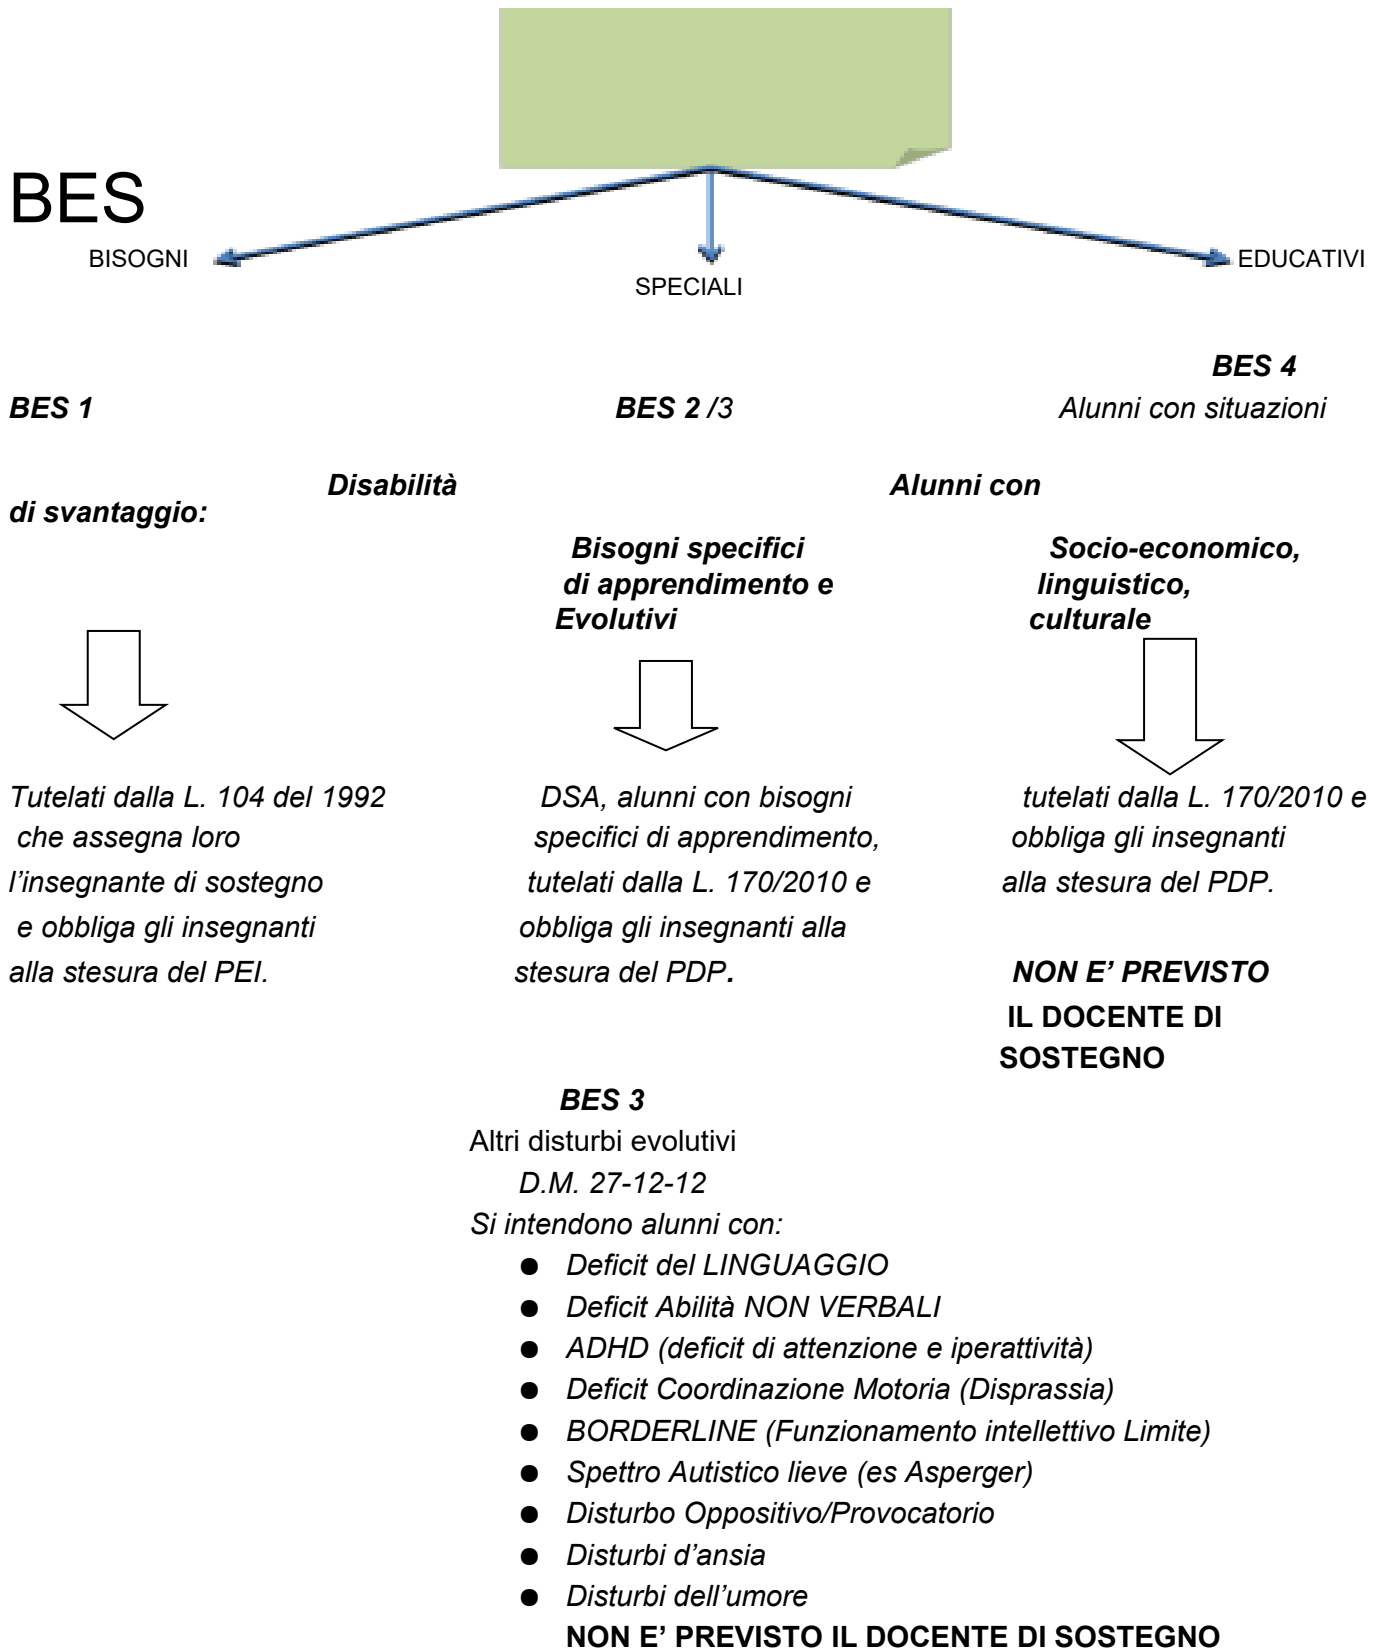 BES
BISOGNI
SPECIALI
EDUCATIVI
BES 4
BES 1 BES 2 /3 Alunni con situazioni
Disabilità Alunni con
di svantaggio:
Bisogni specifici Socio-economico,
di apprendimento e linguistico,
Evolutivi culturale
Tutelati dalla L. 104 del 1992 DSA, alunni con bisogni tutelati dalla L. 170/2010 e
che assegna loro specifici di apprendimento, obbliga gli insegnanti
l’insegnante di sostegno tutelati dalla L. 170/2010 e alla stesura del PDP.
e obbliga gli insegnanti obbliga gli insegnanti alla
alla stesura del PEI. stesura del PDP. NON E’ PREVISTO
IL DOCENTE DI
SOSTEGNO
BES 3
Altri disturbi evolutivi
D.M. 27-12-12
Si intendono alunni con:
● Deficit del LINGUAGGIO
● Deficit Abilità NON VERBALI
● ADHD (deficit di attenzione e iperattività)
● Deficit Coordinazione Motoria (Disprassia)
● BORDERLINE (Funzionamento intellettivo Limite)
● Spettro Autistico lieve (es Asperger)
● Disturbo Oppositivo/Provocatorio
● Disturbi d’ansia
● Disturbi dell’umore
NON E’ PREVISTO IL DOCENTE DI SOSTEGNO